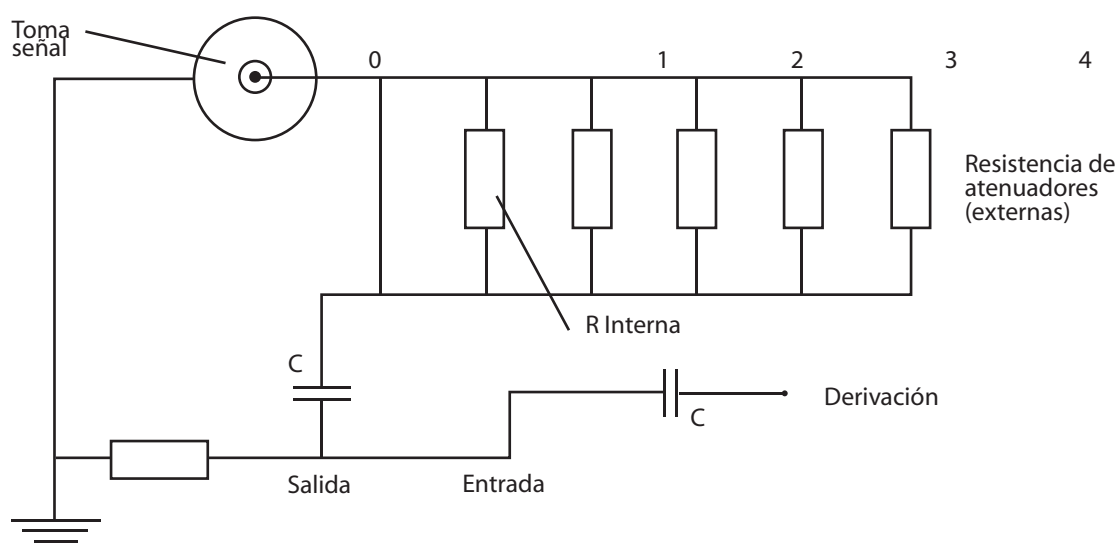 Toma
señal
0
1
2
3
4
Resistencia de
atenuadores
(externas)
R Interna
C
C
Derivación
Salida
Entrada